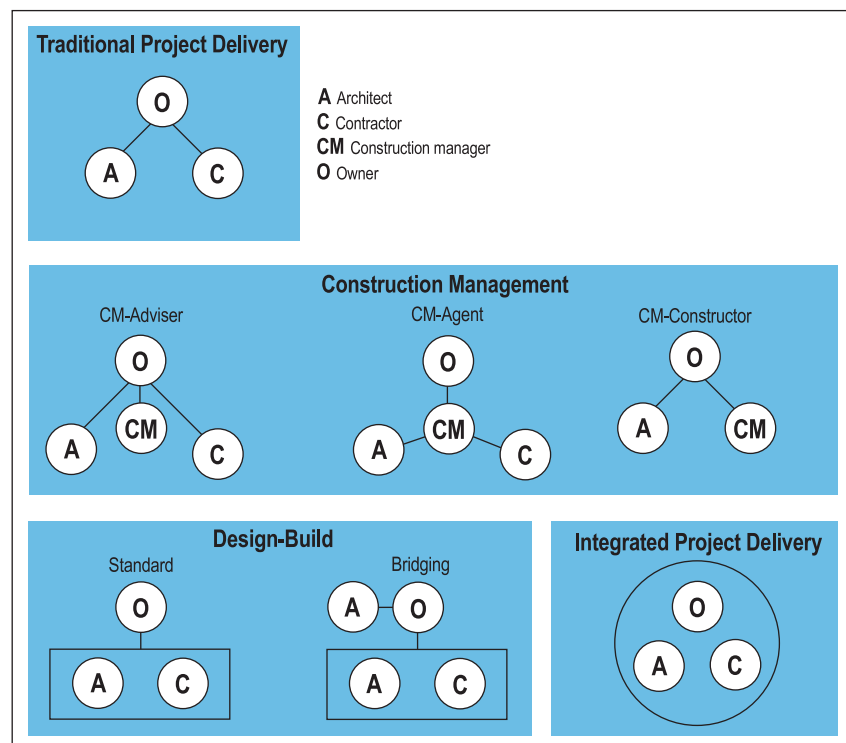 Traditional Project Delivery
O
A
C
A Architect
C Contractor
CM Construction manager
O Owner
Construction Management
CM-Adviser
O
A
CM
C
CM-Agent
O
A
CM
C
CM-Constructor
O
A
CM
Design-Build
Standard
O
A
C
Bridging
A
O
A
C
Integrated Project Delivery
O
A
C